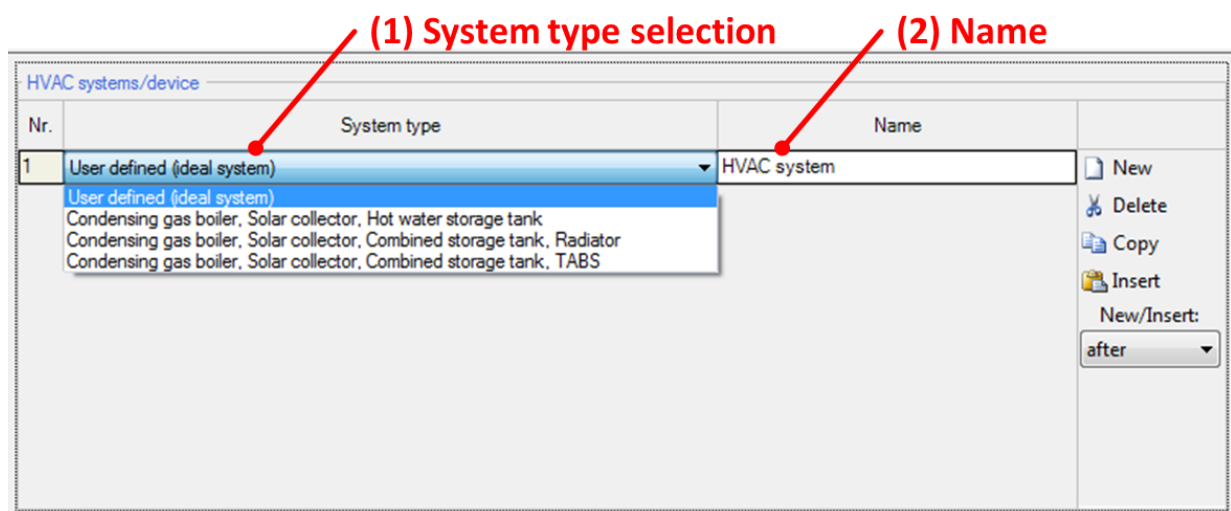 (1) System type selection (2) Name
HVAC systems/device
Nr. System type Name
1 User defined (ideal system) HVAC system New
User defined (ideal system)
Delete
Condensing gas boiler, Solar collector, Hot water storage tank
Condensing gas boiler, Solar collector, Combined storage tank, Radiator
Copy
Condensing gas boiler, Solar collector, Combined storage tank, TABS
Insert
New/Insert:
after